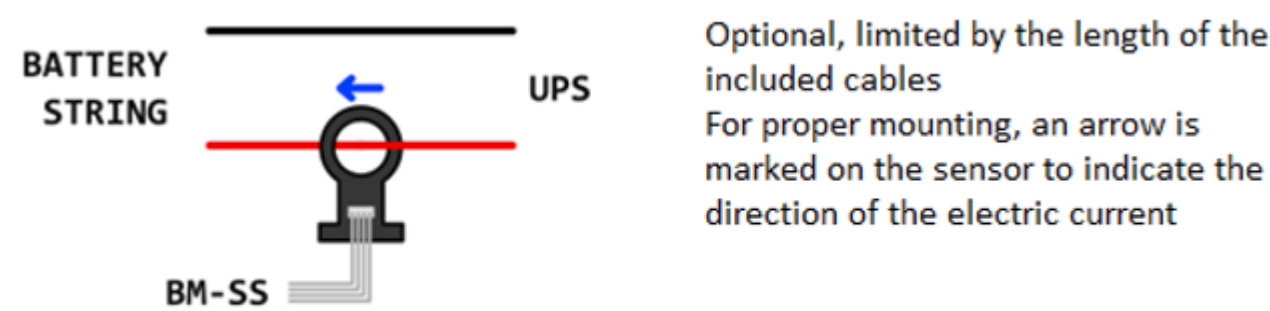 BATTERY
STRING
UPS
BM-SS
Optional, limited by the length of the
included cables
For proper mounting, an arrow is
marked on the sensor to indicate the
direction of the electric current